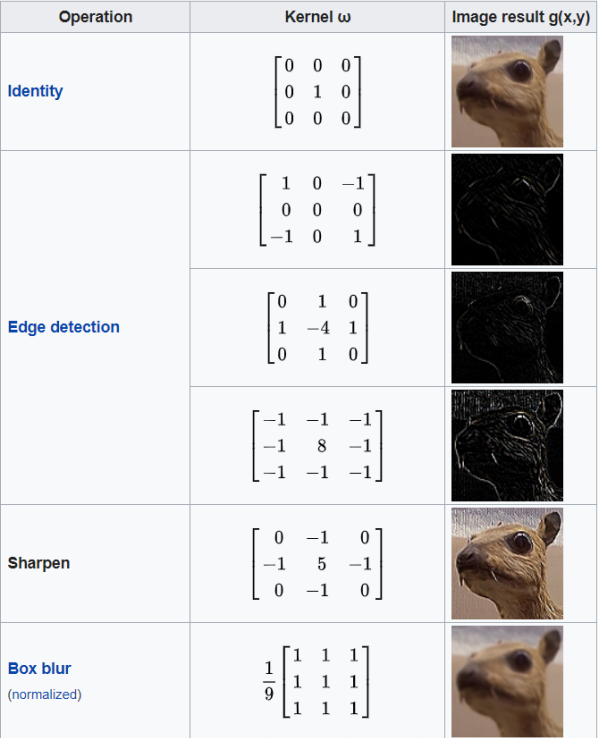 Operation Kernel ω Image result g(x,y)
Identity
0 0 0
0 1 0
0 0 0
Edge detection
1 0 −1
0 0 0
−1 0 1
0 1 0
1 −4 1
0 1 0
−1 −1 −1
−1 8 −1
−1 −1 −1
Sharpen
0 −1 0
−1 5 −1
0 −1 0
Box blur
(normalized)
1
9
1 1 1
1 1 1
1 1 1